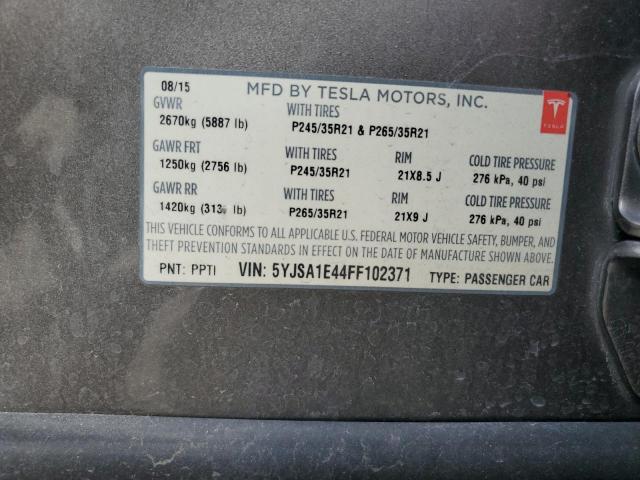 08/15 MFD BY TESLA MOTORS, INC.
GVWR WITH TIRES
2670kg (5887 lb) P245/35R21 & P265/35R21
GAWR FRT WITH TIRES RIM COLD TIRE PRESSURE
1250kg (2756 lb) P245/35R21 21X8.5 J 276 kPa, 40 psi
GAWR RR WITH TIRES RIM COLD TIRE PRESSURE
1420kg lb) P265/35R21 21X9 J 276 kPa, 40 psi
THIS VEHICLE CONFORMS TO ALL APPLICABLE U.S. FEDERAL MOTOR VEHICLE SAFETY, BUMPER, AND
THEFT PREVENTION STANDARDS IN EFFECT ON THE DATE OF MANUFACTURE SHOWN ABOVE.
PNT: PPTI VIN: 5YJSA1E44FF102371 TYPE: PASSENGER CAR
TESLA